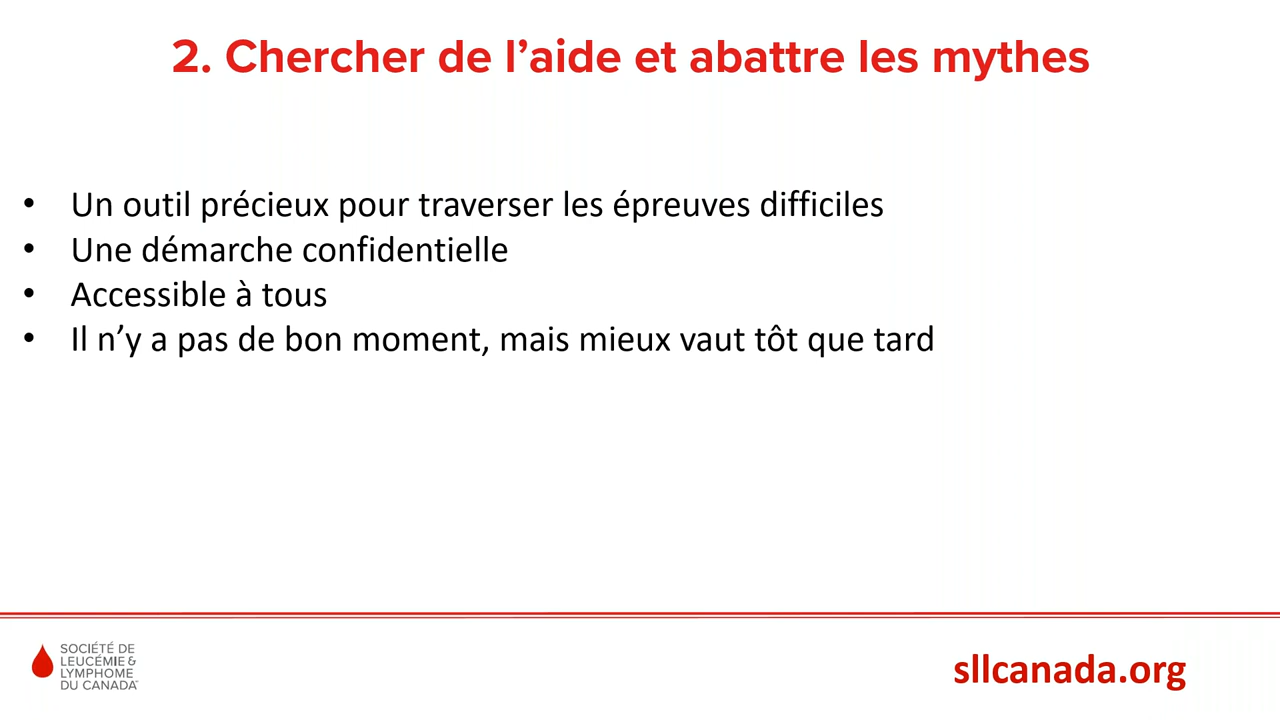 2. Chercher de l’aide et abattre les mythes
• Un outil précieux pour traverser les épreuves difficiles
• Une démarche confidentielle
• Accessible à tous
• Il n’y a pas de bon moment, mais mieux vaut tôt que tard
SOCIÉTÉ DE
LEUCÉMIE &
LYMPHOME
DU CANADA
sllcanada.org